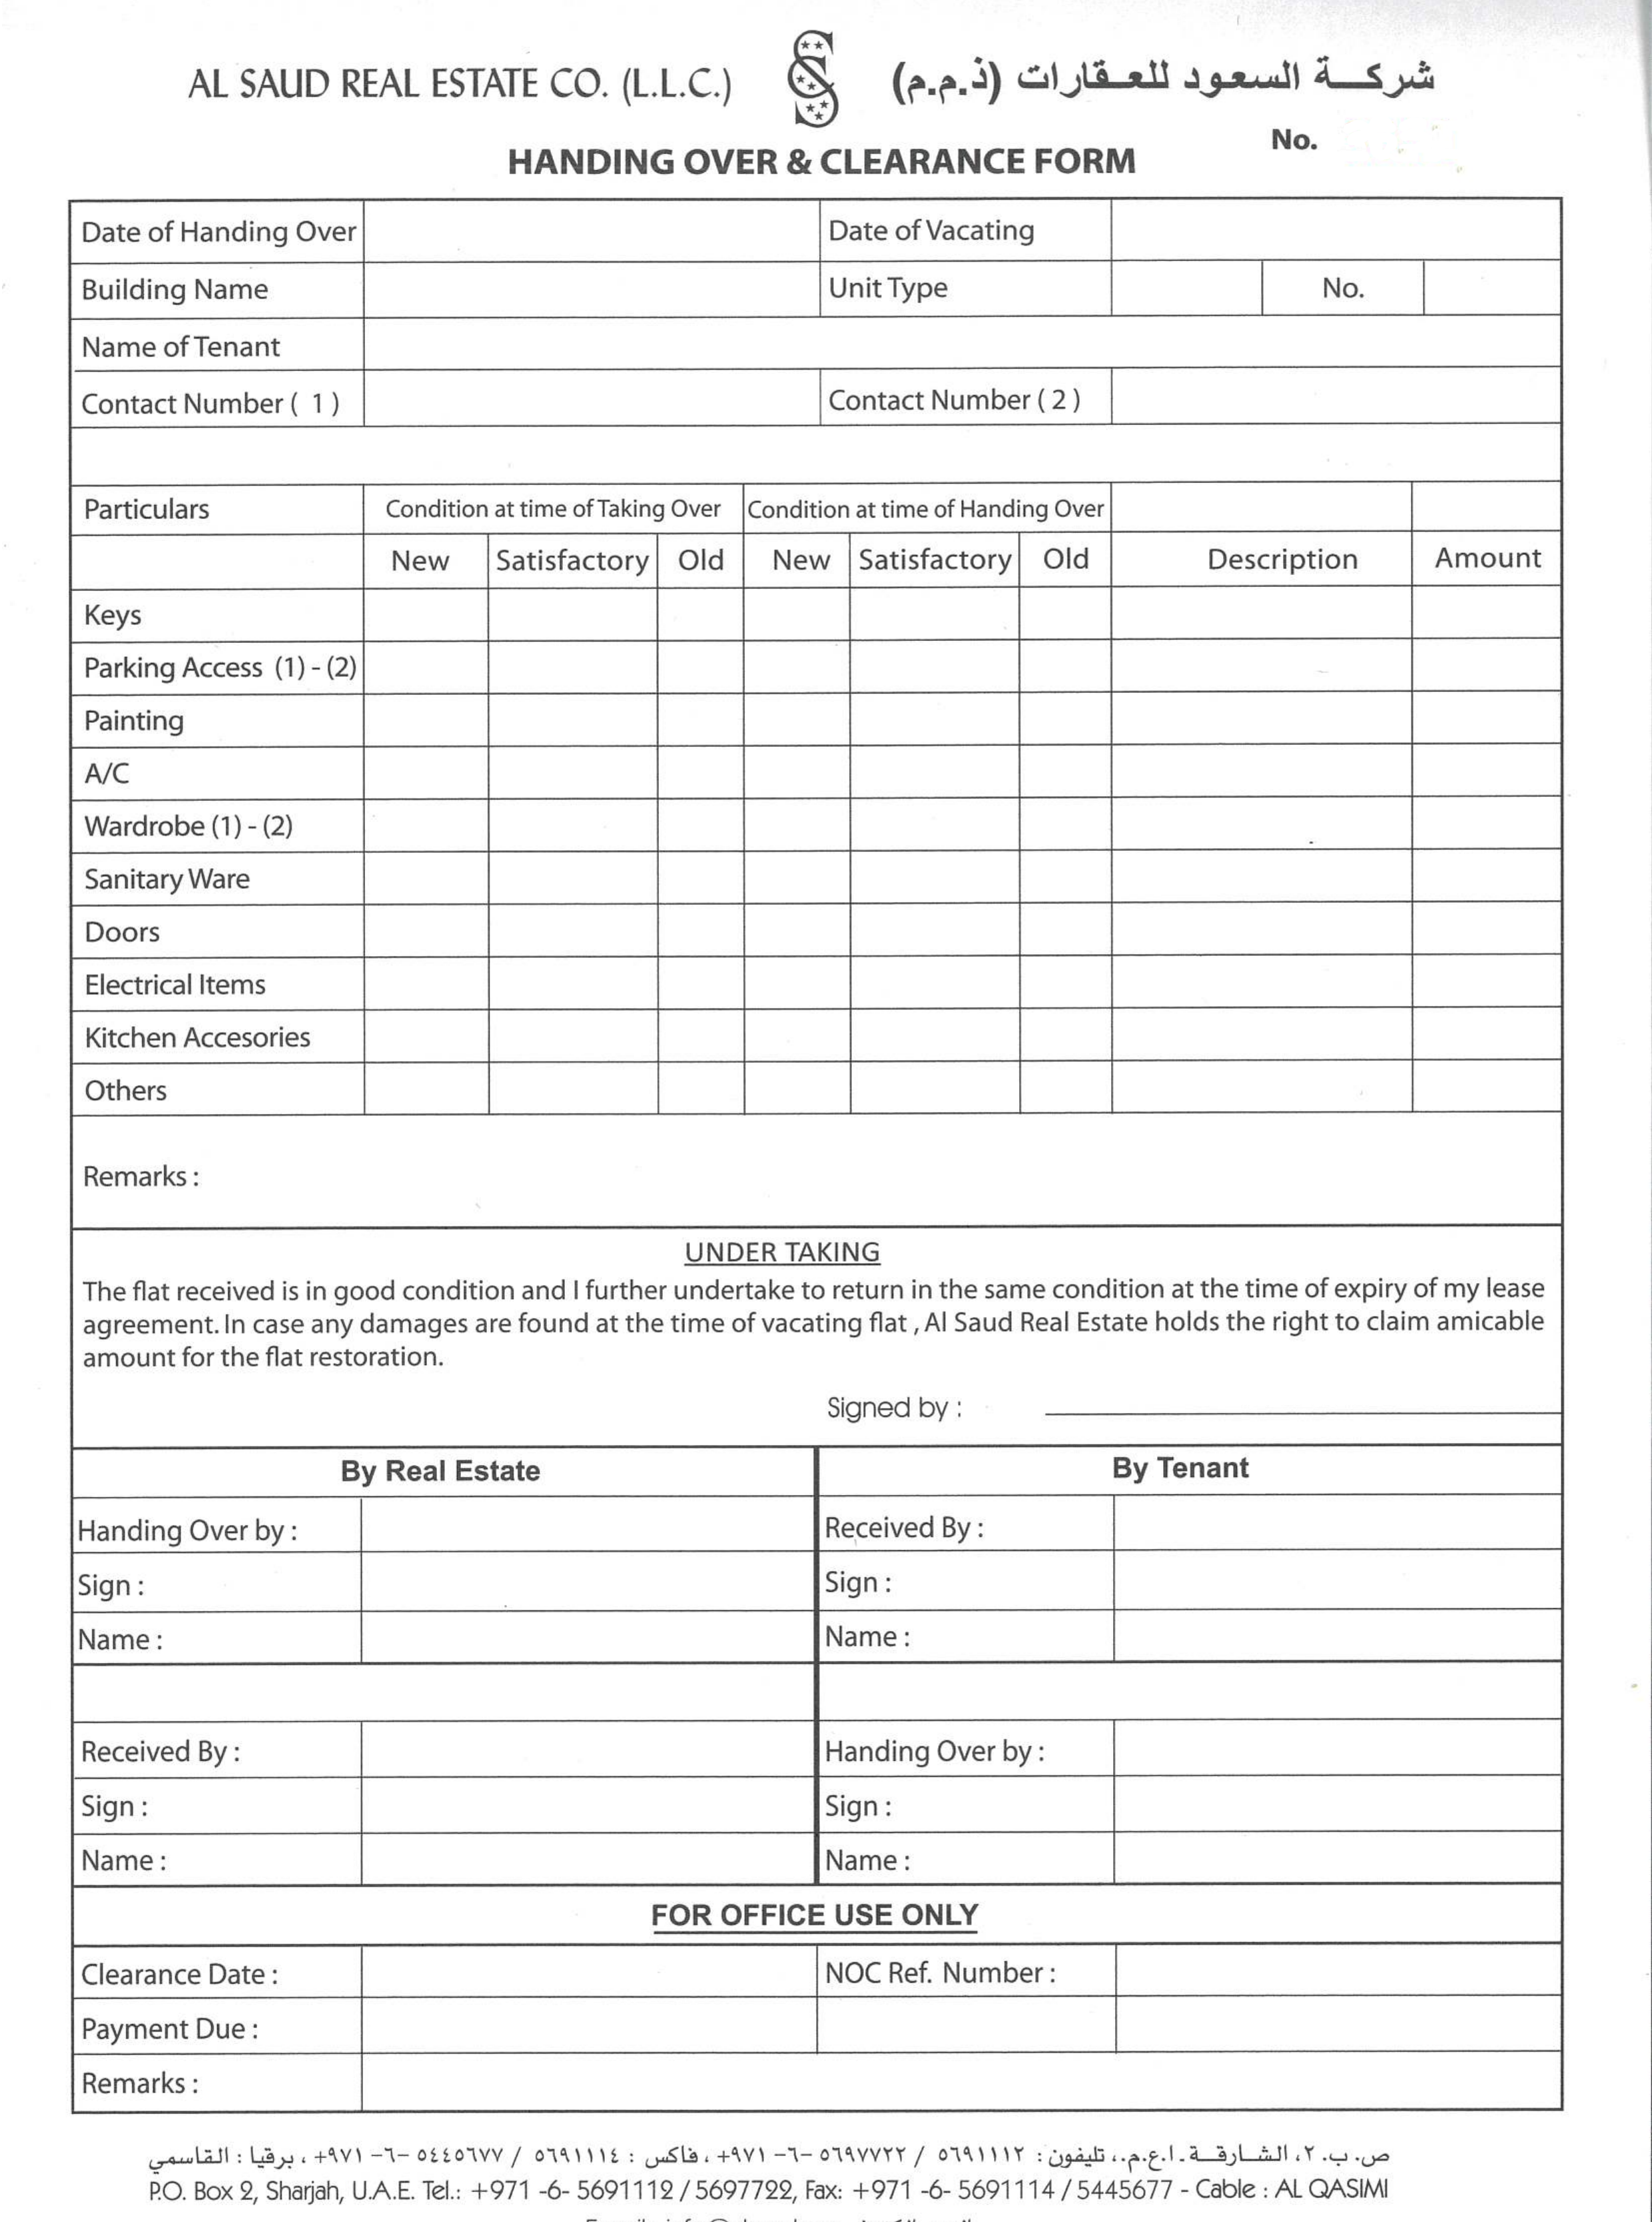 AL SAUD REAL ESTATE CO. (L.L.C.)
شركة السعود للعقارات (ذ.م.م)
No.
HANDING OVER & CLEARANCE FORM
Date of Handing Over Date of Vacating
Building Name Unit Type No.
Name of Tenant
Contact Number ( 1 ) Contact Number ( 2 )
Particulars Condition at time of Taking Over Condition at time of Handing Over
New Satisfactory Old New Satisfactory Old Description Amount
Keys
Parking Access (1) - (2)
Painting
A/C
Wardrobe (1) - (2)
Sanitary Ware
Doors
Electrical Items
Kitchen Accesories
Others
Remarks :
UNDER TAKING
The flat received is in good condition and I further undertake to return in the same condition at the time of expiry of my lease
agreement. In case any damages are found at the time of vacating flat , Al Saud Real Estate holds the right to claim amicable
amount for the flat restoration.
Signed by :
By Real Estate By Tenant
Handing Over by : Received By :
Sign : Sign :
Name : Name :
Received By : Handing Over by :
Sign : Sign :
Name : Name :
FOR OFFICE USE ONLY
Clearance Date : NOC Ref. Number :
Payment Due :
Remarks :
ص. ب. ٢، الشارقة ـ ا.ع.م.، تليفون : ٥٦٩١١١٢ / ٥٦٩٧٧٢٢ -٦- ٩٧١+ ، فاكس : ٥٦٩١١١٤ / ٥٤٤٥٦٧٧ -٦- ٩٧١+ ، برقيا : القاسمي
P.O. Box 2, Sharjah, U.A.E. Tel.: +971 -6- 5691112 / 5697722, Fax: +971 -6- 5691114 / 5445677 - Cable : AL QASIMI